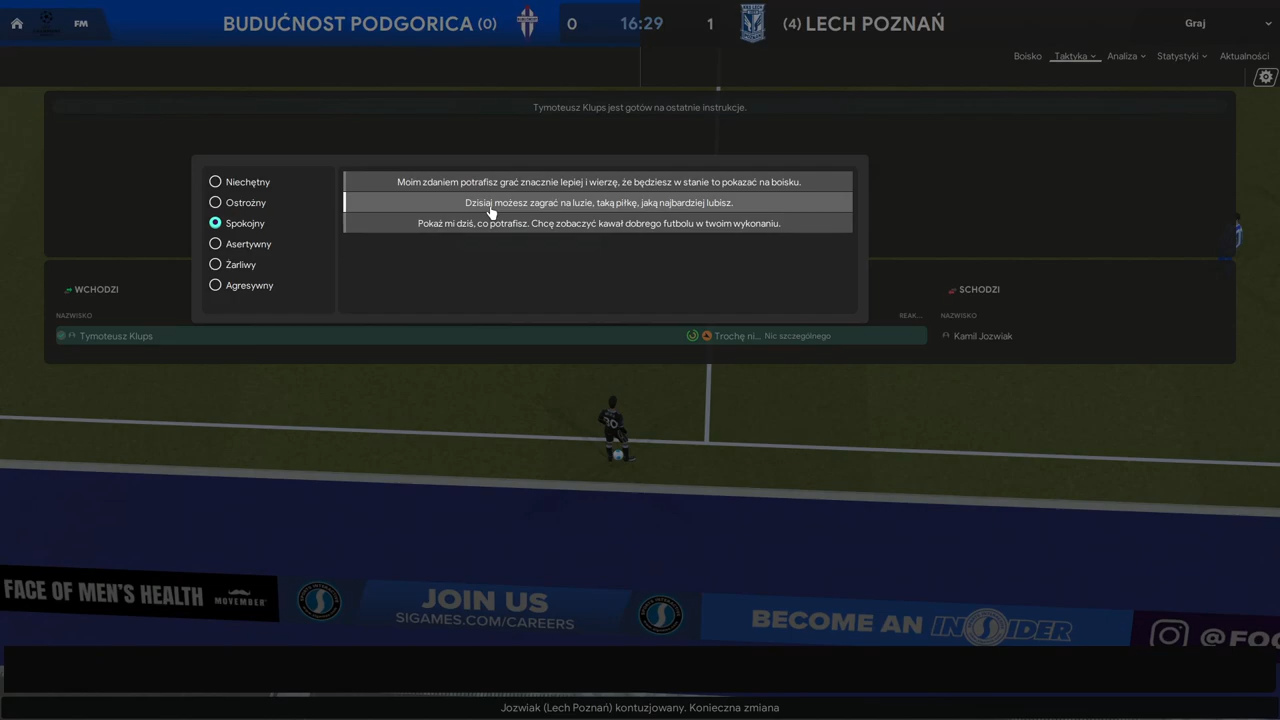 FM
BUDUĆNOST PODGORICA (0)
0
16:29
1
(4) LECH POZNAŃ
Graj
Boisko
Taktyka
Analiza
Statystyki
Aktualności
Tymoteusz Klups jest gotów na ostatnie instrukcje.
Niechętny
Ostrożny
Spokojny
Asertywny
Żarliwy
Agresywny
Moim zdaniem potrafisz grać znacznie lepiej i wierzę, że będziesz w stanie to pokazać na boisku.
Dzisiaj możesz zagrać na luzie, taką piłkę, jaką najbardziej lubisz.
Pokaż mi dziś, co potrafisz. Chcę zobaczyć kawał dobrego futbolu w twoim wykonaniu.
WCHODZI
SCHODZI
NAZWISKO
REAK...
NAZWISKO
Tymoteusz Klups
Trochę ni...
Nic szczególnego
Kamil Jozwiak
30
FACE OF MEN'S HEALTH
MOVEMBER
JOIN US
SIGAMES.COM/CAREERS
BECOME AN INSIDER
@FOO
Jozwiak (Lech Poznań) kontuzjowany. Konieczna zmiana